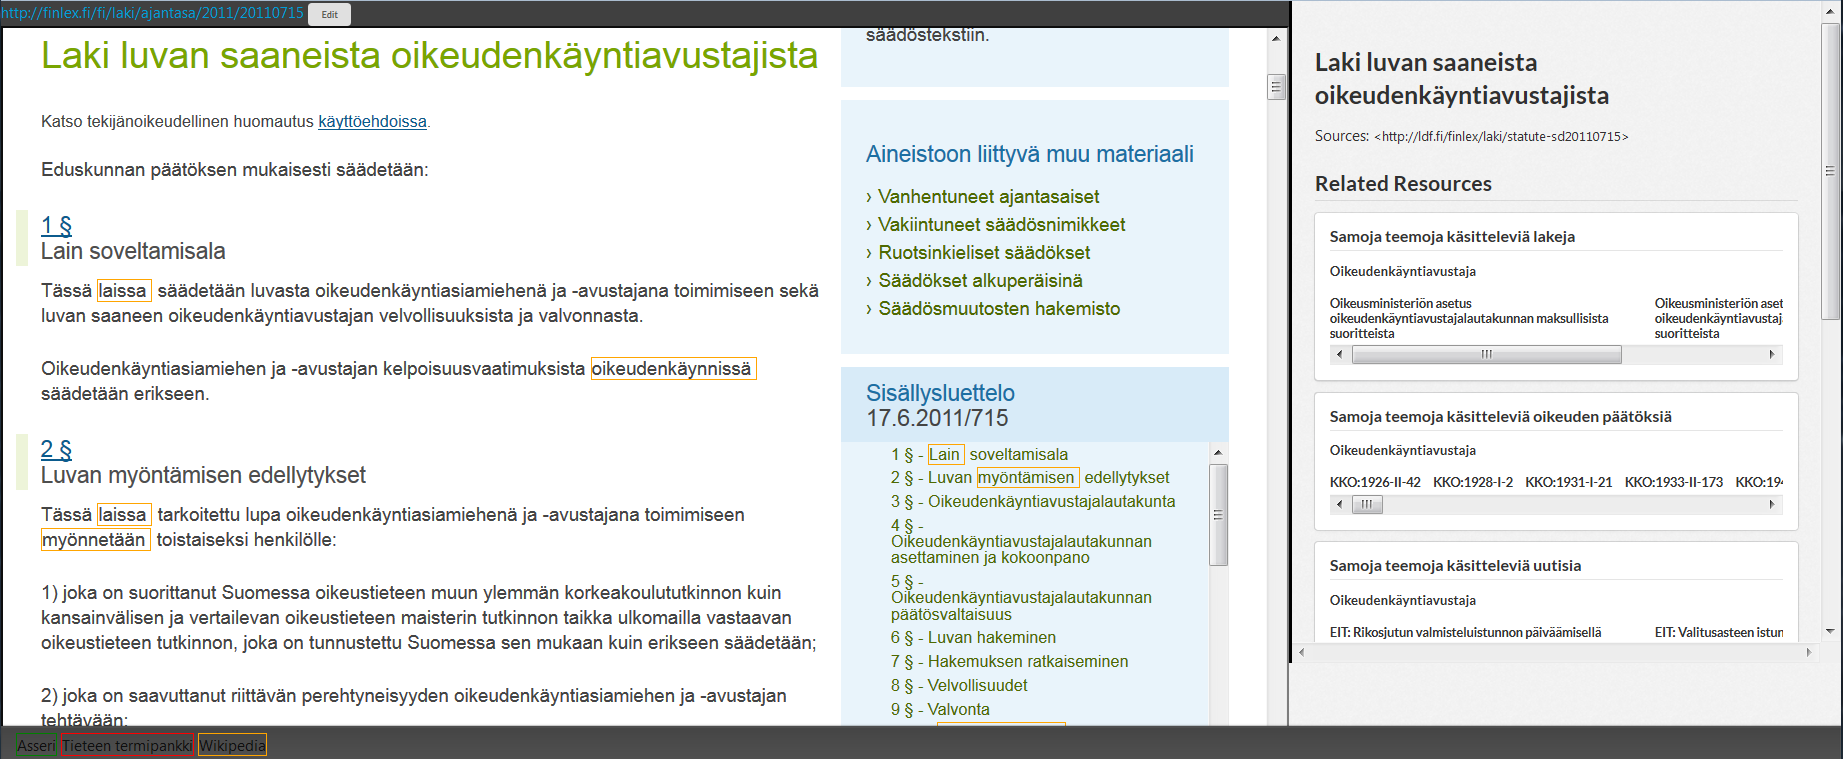 http://finlex.fi/fi/laki/ajantasa/2011/20110715 Edit
Laki luvan saaneista oikeudenkäyntiavustajista
Katso tekijänoikeudellinen huomautus käyttöehdoissa.
Eduskunnan päätöksen mukaisesti säädetään:
1 §
Lain soveltamisala
Tässä laissa säädetään luvasta oikeudenkäyntiasiamiehenä ja -avustajana toimimiseen sekä
luvan saaneen oikeudenkäyntiavustajan velvollisuuksista ja valvonnasta.
Oikeudenkäyntiasiamiehen ja -avustajan kelpoisuusvaatimuksista oikeudenkäynnissä
säädetään erikseen.
2 §
Luvan myöntämisen edellytykset
Tässä laissa tarkoitettu lupa oikeudenkäyntiasiamiehenä ja -avustajana toimimiseen
myönnetään toistaiseksi henkilölle:
1) joka on suorittanut Suomessa oikeustieteen muun ylemmän korkeakoulututkinnon kuin
kansainvälisen ja vertailevan oikeustieteen maisterin tutkinnon taikka ulkomailla vastaavan
oikeustieteen tutkinnon, joka on tunnustettu Suomessa sen mukaan kuin erikseen säädetään;
2) joka on saavuttanut riittävän perehtyneisyyden oikeudenkäyntiasiamiehen ja -avustajan
tehtävään;
säädöstekstiin.
Aineistoon liittyvä muu materiaali
› Vanhentuneet ajantasaiset
› Vakiintuneet säädösnimikkeet
› Ruotsinkieliset säädökset
› Säädökset alkuperäisinä
› Säädösmuutosten hakemisto
Sisällysluettelo
17.6.2011/715
1 § - Lain soveltamisala
2 § - Luvan myöntämisen edellytykset
3 § - Oikeudenkäyntiavustajalautakunta
4 § -
Oikeudenkäyntiavustajalautakunnan
asettaminen ja kokoonpano
5 § -
Oikeudenkäyntiavustajalautakunnan
päätösvaltaisuus
6 § - Luvan hakeminen
7 § - Hakemuksen ratkaiseminen
8 § - Velvollisuudet
9 § - Valvonta
Laki luvan saaneista
oikeudenkäyntiavustajista
Sources: <http://ldf.fi/finlex/laki/statute-sd20110715>
Related Resources
Samoja teemoja käsitteleviä lakeja
Oikeudenkäyntiavustaja
Oikeusministeriön asetus
oikeudenkäyntiavustajalautakunnan maksullisista
suoritteista
Oikeusministeriön aset
oikeudenkäyntiavustaj
suoritteista
Samoja teemoja käsitteleviä oikeuden päätöksiä
Oikeudenkäyntiavustaja
KKO:1926-II-42 KKO:1928-I-2 KKO:1931-I-21 KKO:1933-II-173 KKO:194
Samoja teemoja käsitteleviä uutisia
Oikeudenkäyntiavustaja
EIT: Rikosjutun valmisteluistunnon päiväämisellä EIT: Valitusasteen istun
Asseri Tieteen termipankki Wikipedia